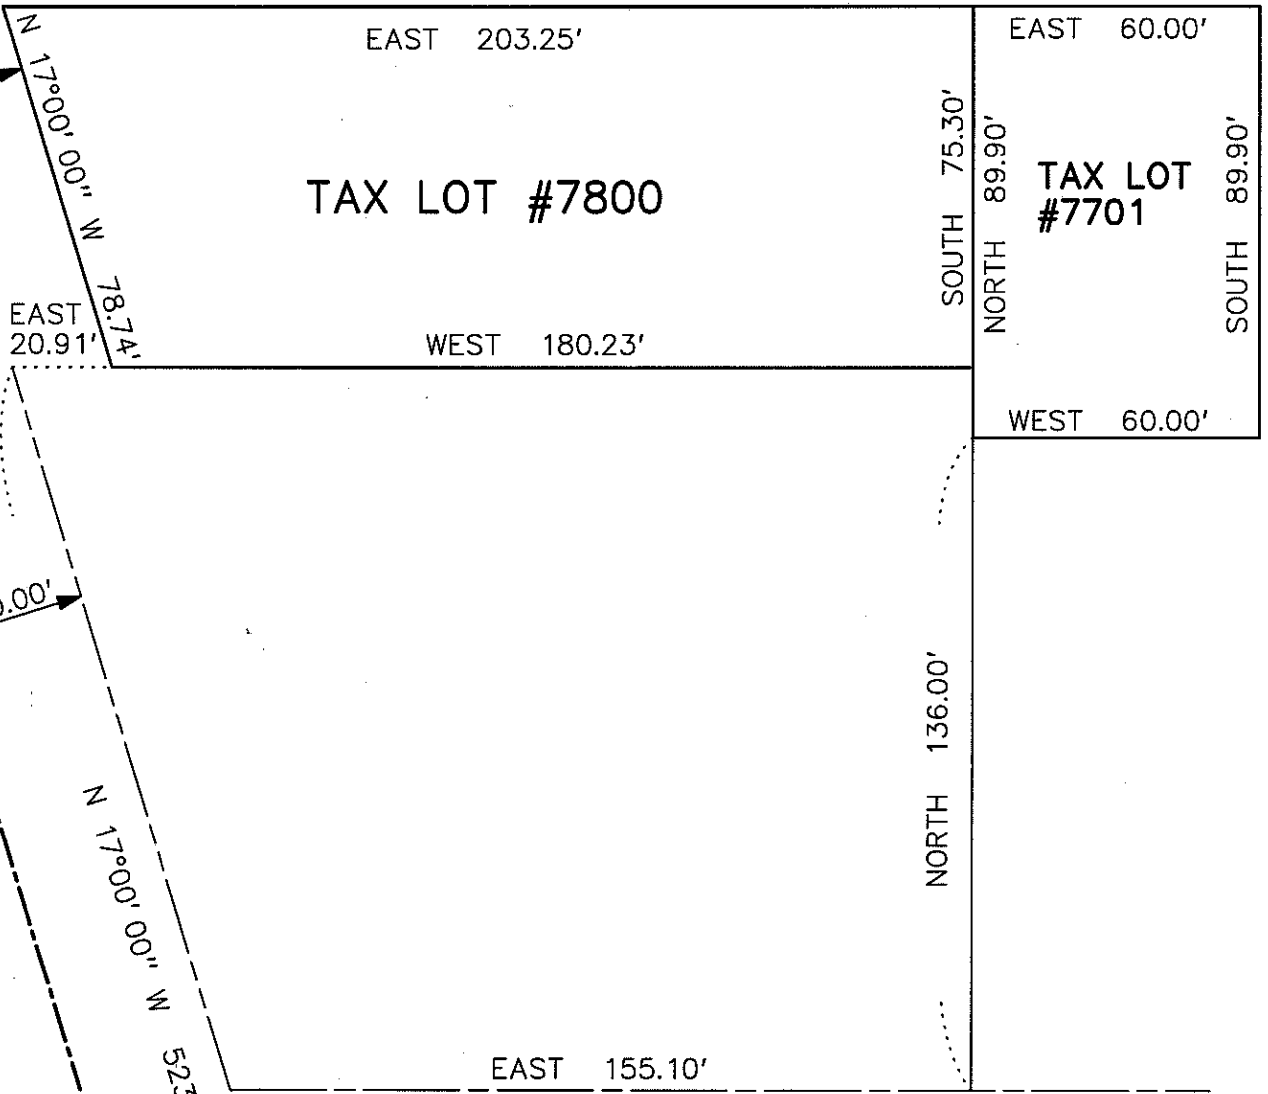 EAST 203.25'
EAST 60.00'
N 17°00' 00" W 78.74'
SOUTH 75.30'
NORTH 89.90'
SOUTH 89.90'
TAX LOT #7800
TAX LOT
#7701
EAST
20.91'
WEST 180.23'
WEST 60.00'
.00'
NORTH 136.00'
N 17°00' 00" W 523
EAST 155.10'